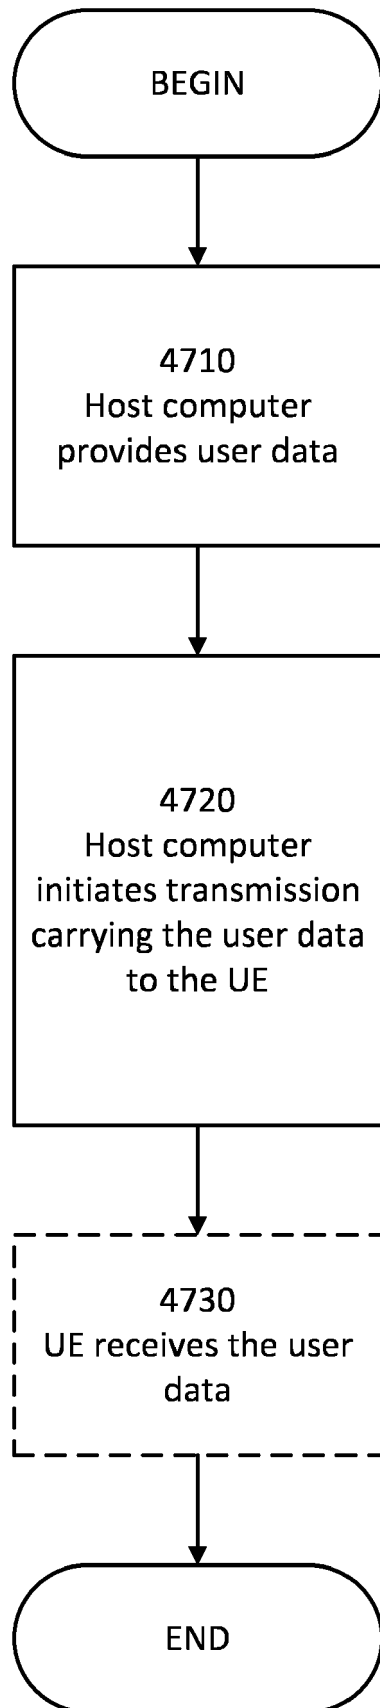 BEGIN
4710
Host computer
provides user data
4720
Host computer
initiates transmission
carrying the user data
to the UE
4730
UE receives the user
data
END